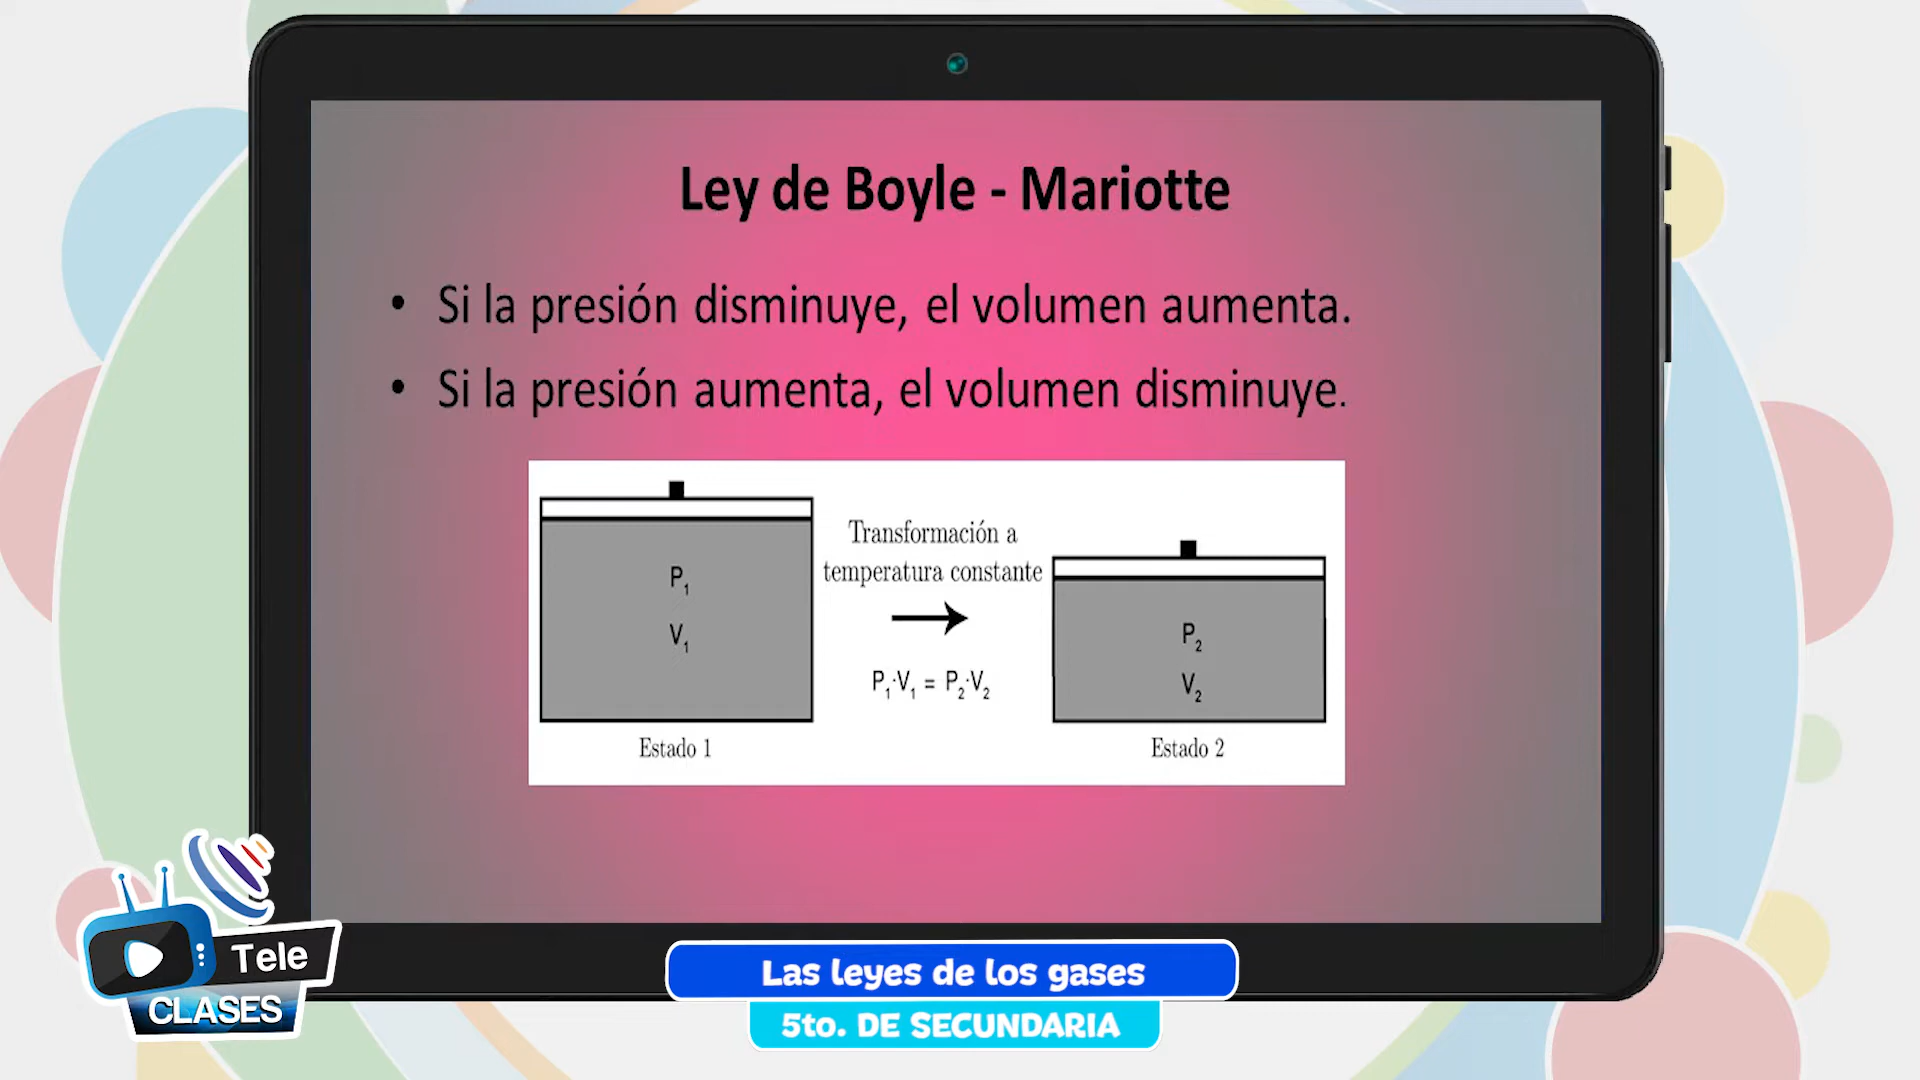 Ley de Boyle - Mariotte
• Si la presión disminuye, el volumen aumenta.
• Si la presión aumenta, el volumen disminuye.
P₁
V₁
Estado 1
Transformación a
temperatura constante
P₁·V₁ = P₂·V₂
P₂
V₂
Estado 2
Tele
CLASES
Las leyes de los gases
5to. DE SECUNDARIA